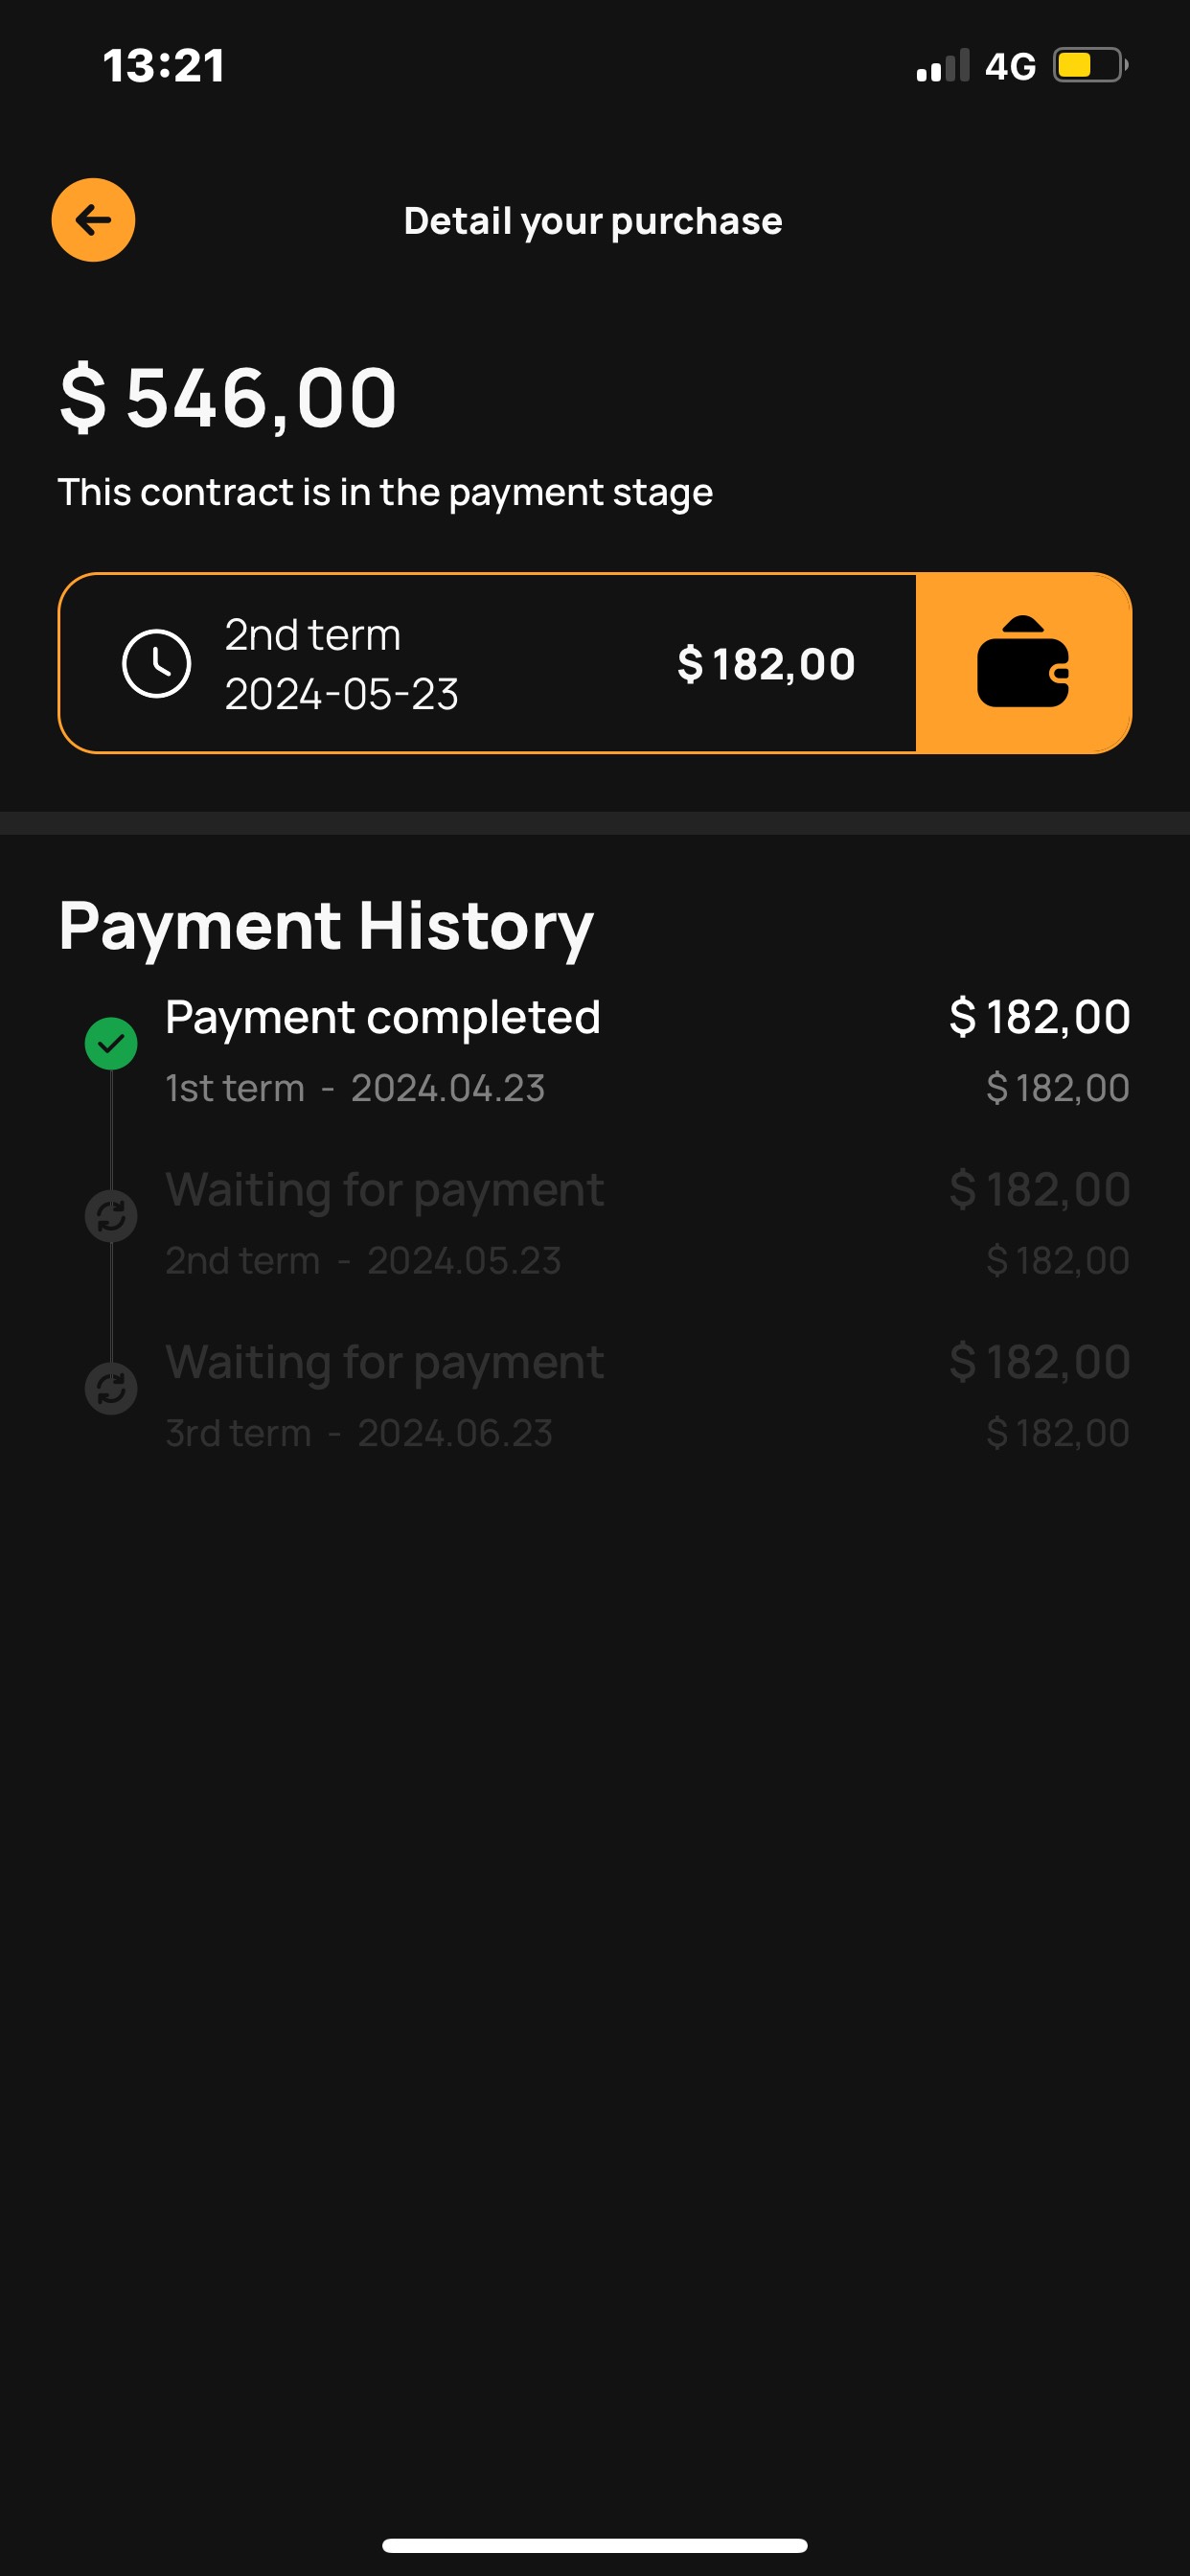 13:21
4G
Detail your purchase
$ 546,00
This contract is in the payment stage
2nd term
2024-05-23
$ 182,00
Payment History
Payment completed $ 182,00
1st term - 2024.04.23 $ 182,00
Waiting for payment $ 182,00
2nd term - 2024.05.23 $ 182,00
Waiting for payment $ 182,00
3rd term - 2024.06.23 $ 182,00